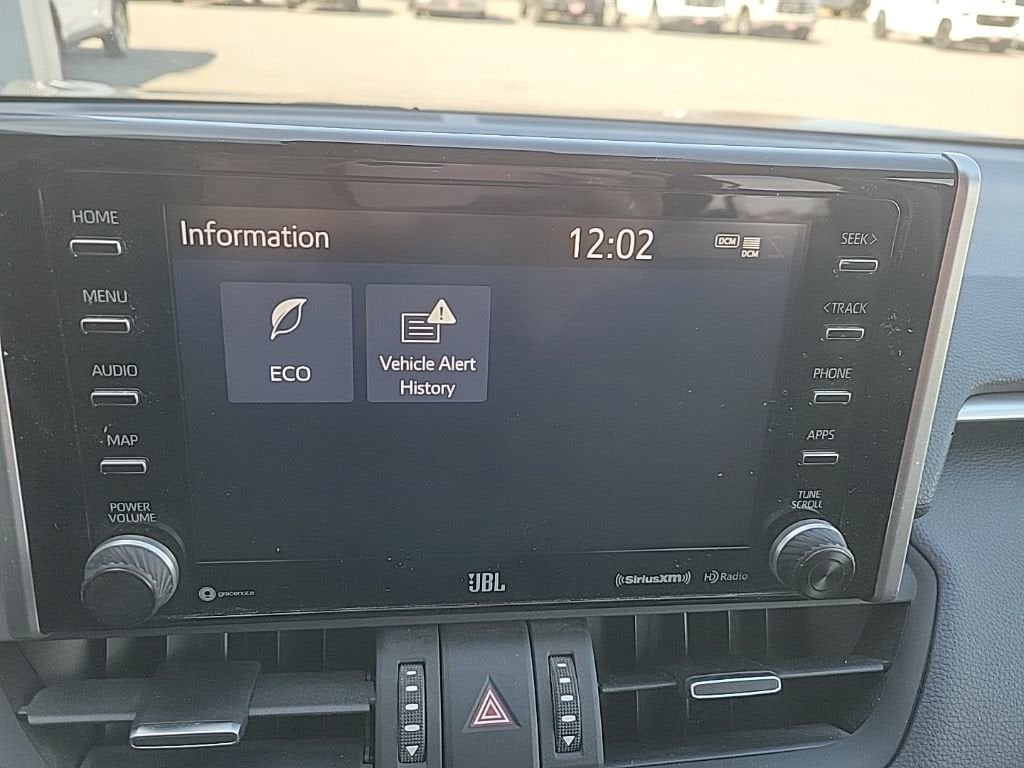 HOME
MENU
AUDIO
MAP
POWER
VOLUME
Information
12:02
DCM
DCM
ECO
Vehicle Alert
History
SEEK>
<TRACK
PHONE
APPS
TUNE
SCROLL
gracenote
JBL
((SiriusXM))
HD Radio